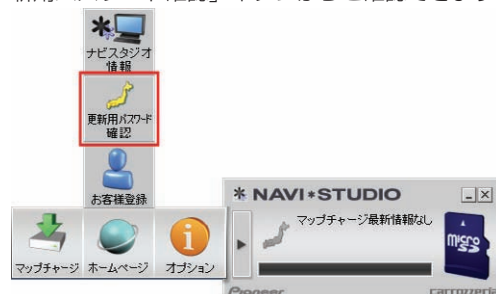 ナビスタジオ
情報
更新用パスワード
確認
お客様登録
マップチャージ
ホームページ
オプション
NAVI*STUDIO
マップチャージ最新情報なし
Micro
SD
Pioneer
carrozzeria